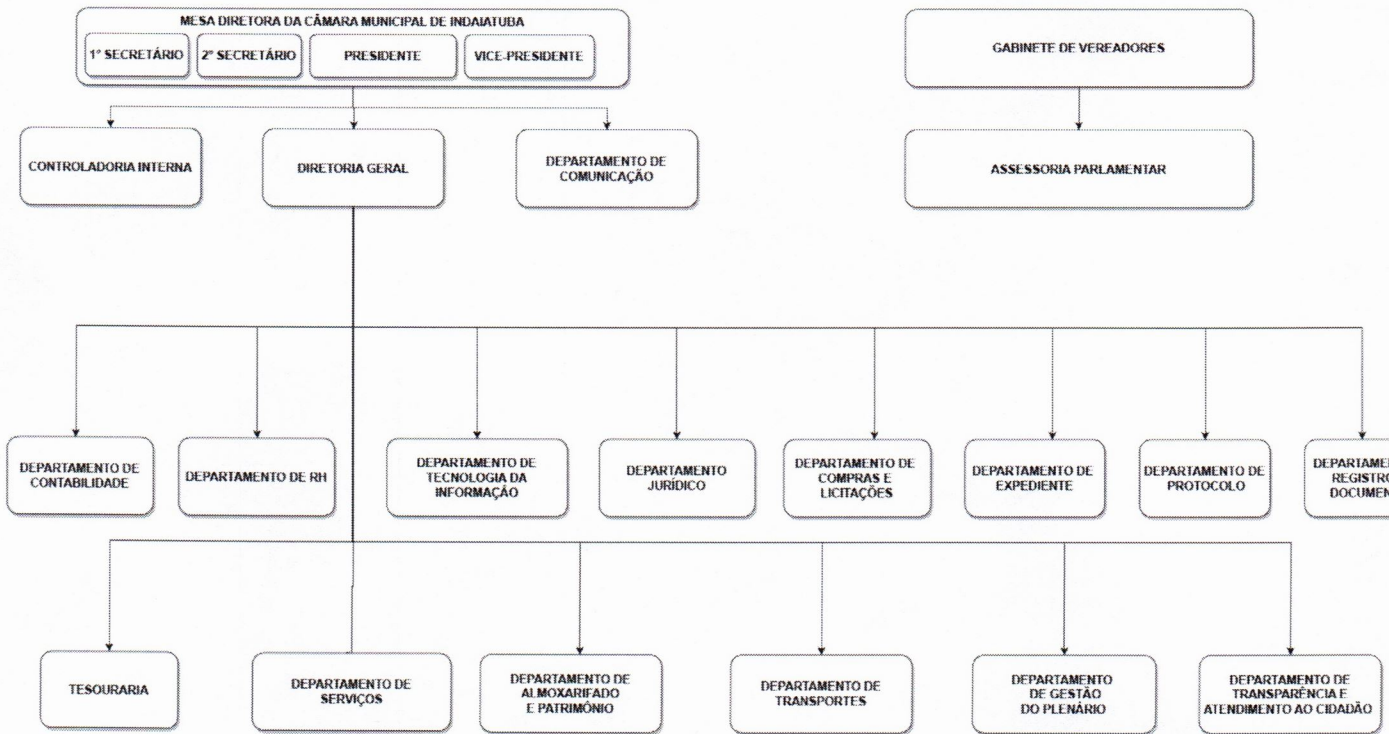 MESA DIRETORA DA CÂMARA MUNICIPAL DE INDAIATUBA
1º SECRETÁRIO
2º SECRETÁRIO
PRESIDENTE
VICE-PRESIDENTE
GABINETE DE VEREADORES
CONTROLADORIA INTERNA
DIRETORIA GERAL
DEPARTAMENTO DE
COMUNICAÇÃO
ASSESSORIA PARLAMENTAR
DEPARTAMENTO DE
CONTABILIDADE
DEPARTAMENTO DE RH
DEPARTAMENTO DE
TECNOLOGIA DA
INFORMAÇÃO
DEPARTAMENTO
JURÍDICO
DEPARTAMENTO DE
COMPRAS E
LICITAÇÕES
DEPARTAMENTO DE
EXPEDIENTE
DEPARTAMENTO DE
PROTOCOLO
REGISTRO
TESOURARIA
DEPARTAMENTO DE
SERVIÇOS
DEPARTAMENTO DE
ALMOXARIFADO
E PATRIMÔNIO
DEPARTAMENTO DE
TRANSPORTES
DEPARTAMENTO
DE GESTÃO
DO PLENÁRIO
DEPARTAMENTO DE
TRANSPARÊNCIA E
ATENDIMENTO AO CIDADÃO